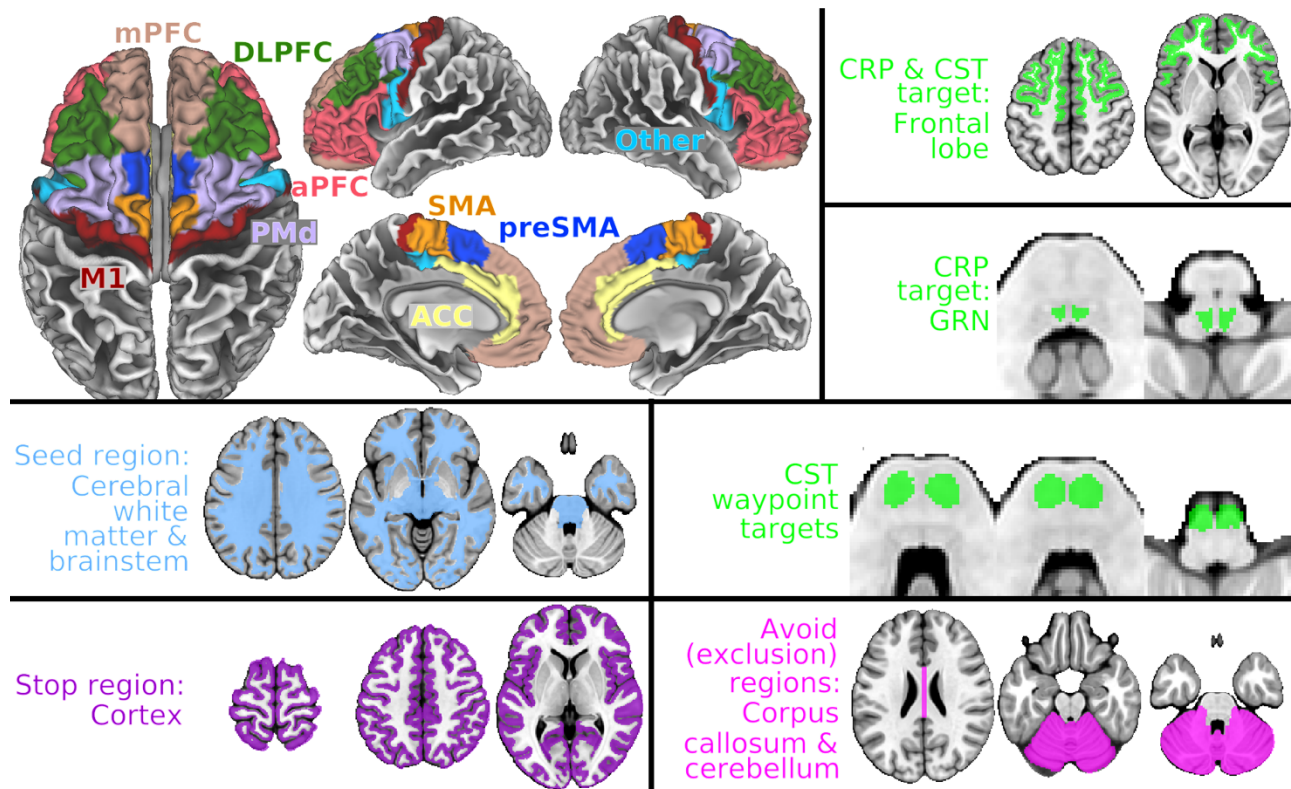 mPFC
DLPFC
Other
aPFC
SMA
preSMA
PMd
M1
ACC
CRP & CST
target:
Frontal
lobe
CRP
target:
GRN
Seed region:
Cerebral
white
matter &
brainstem
CST
waypoint
targets
Stop region:
Cortex
Avoid
(exclusion)
regions:
Corpus
callosum &
cerebellum